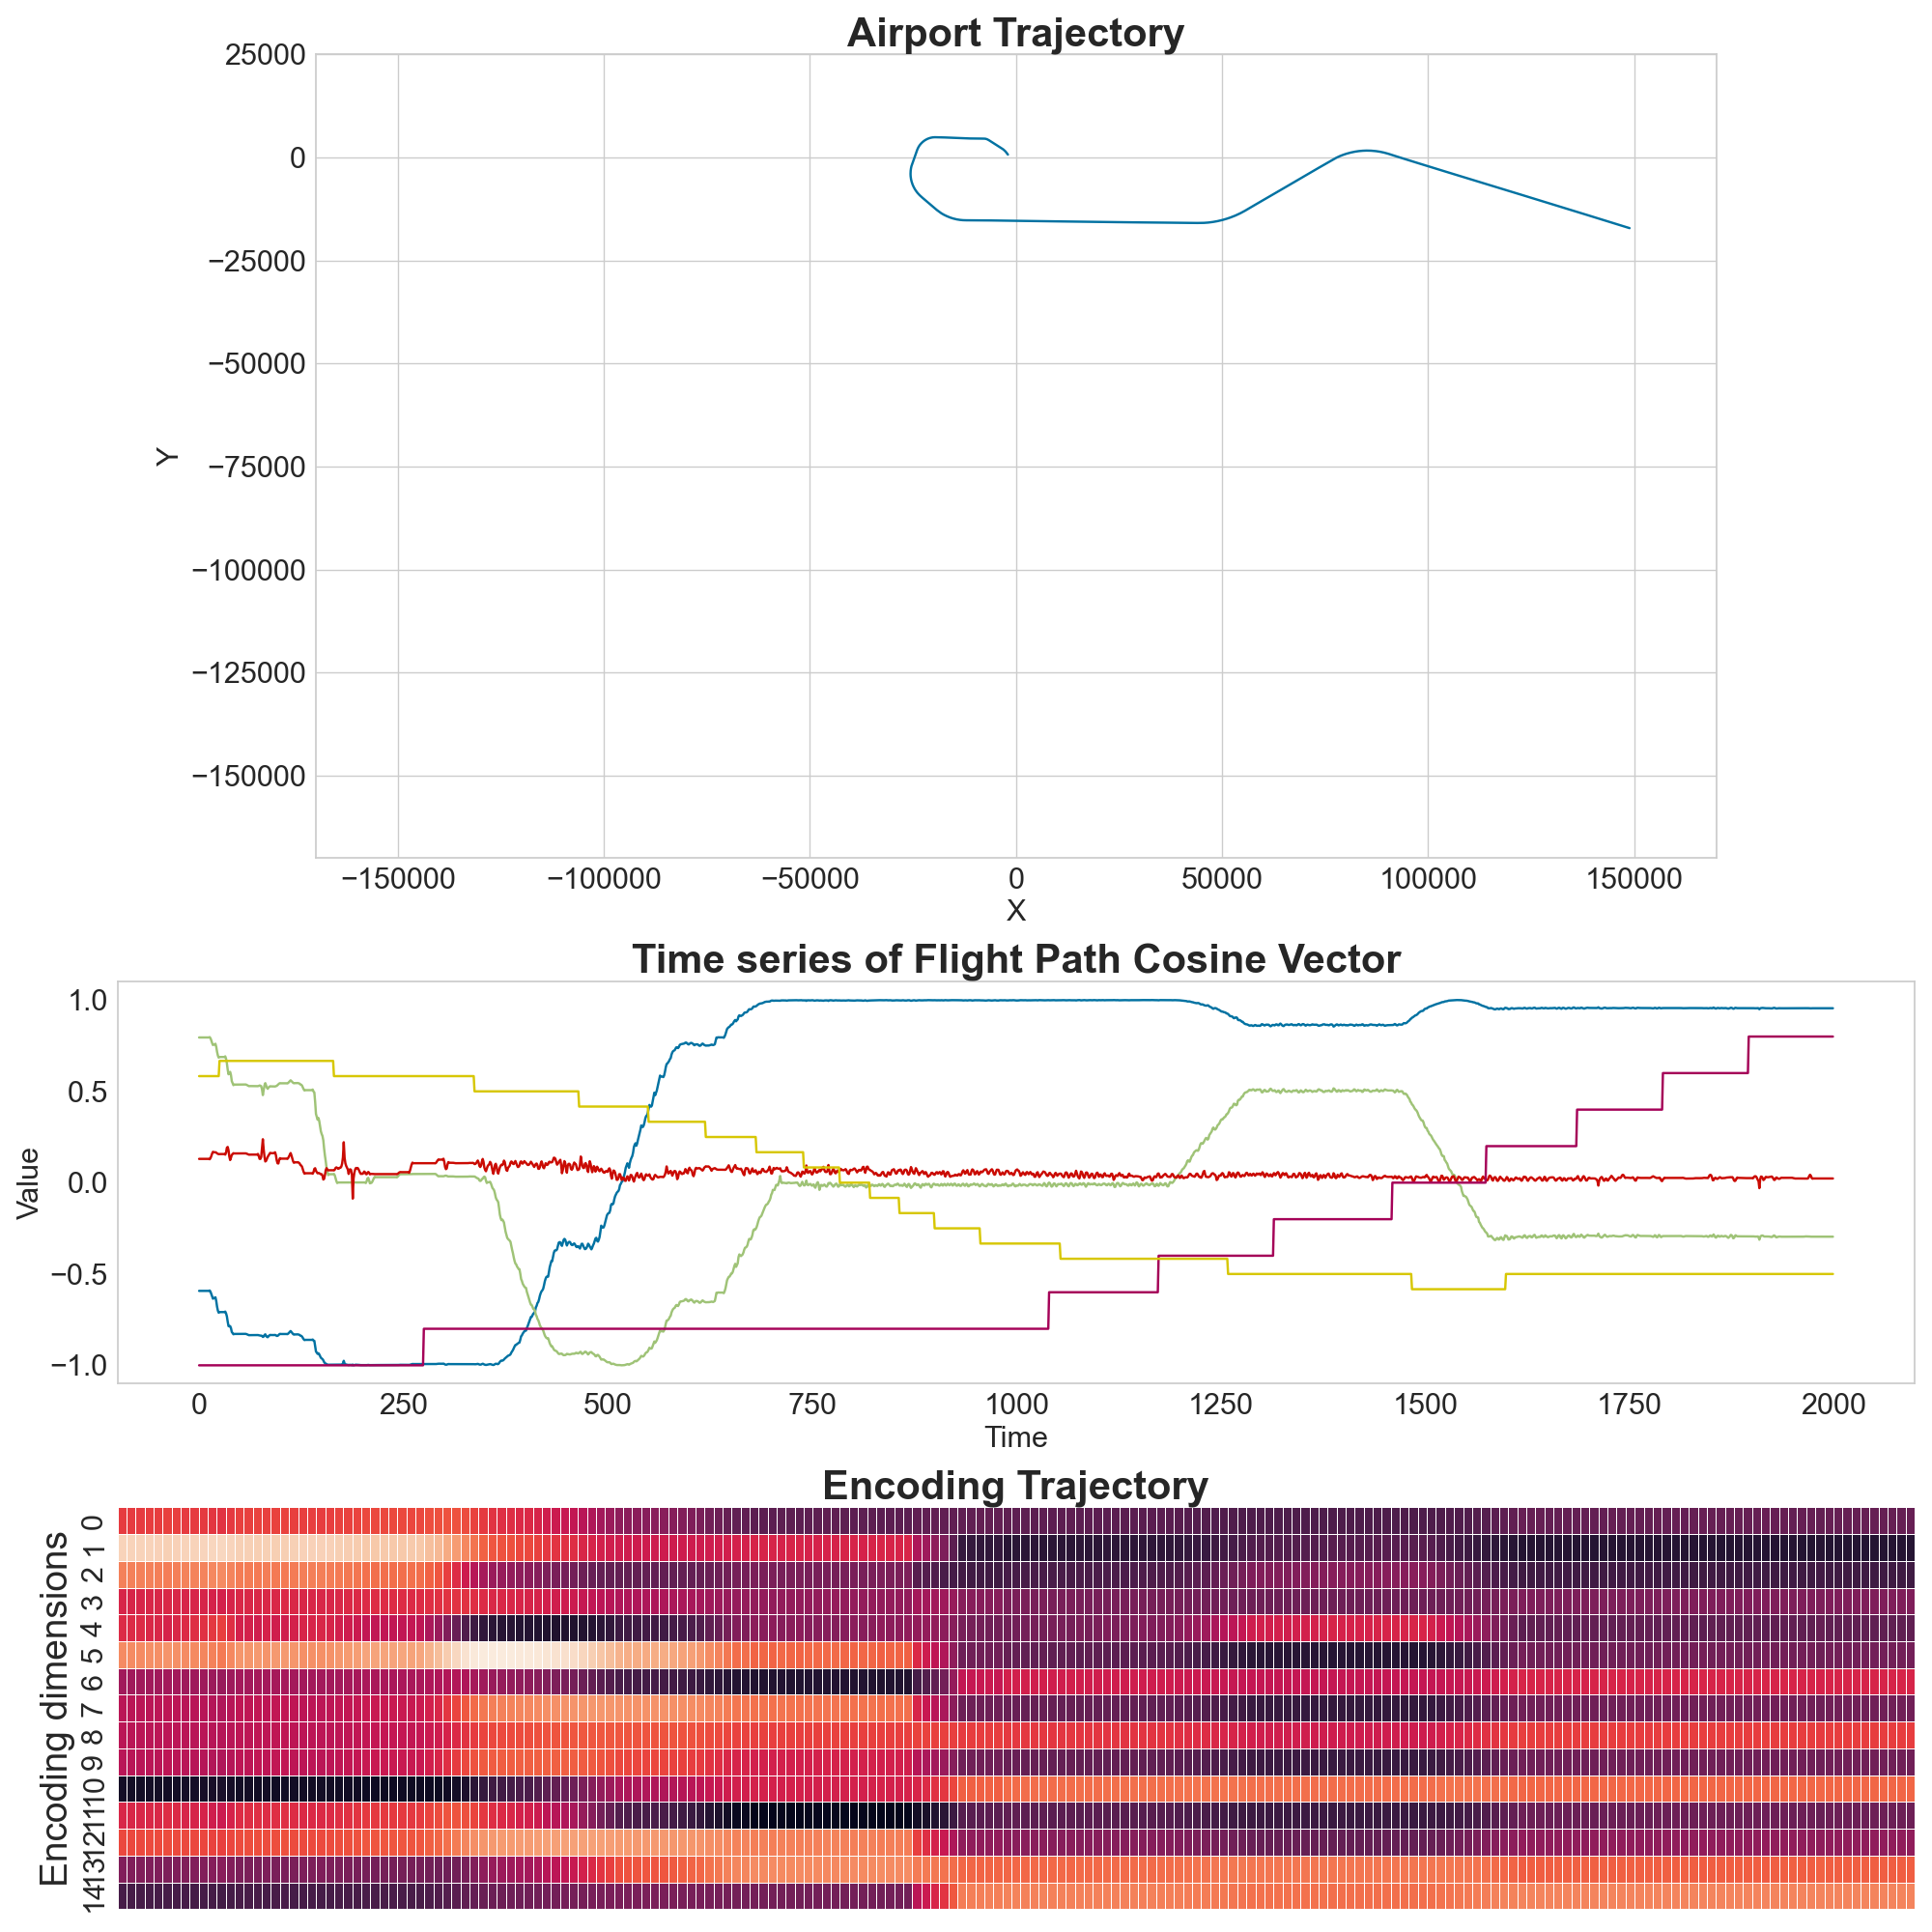 Airport Trajectory
25000
0
−25000
−50000
−75000
−100000
−125000
−150000
Y
−150000 −100000 −50000 0 50000 100000 150000
X
Time series of Flight Path Cosine Vector
1.0
0.5
0.0
−0.5
−1.0
Value
0 250 500 750 1000 1250 1500 1750 2000
Time
Encoding Trajectory
0
1
2
3
4
5
6
7
8
9
10
11
12
13
14
Encoding dimensions